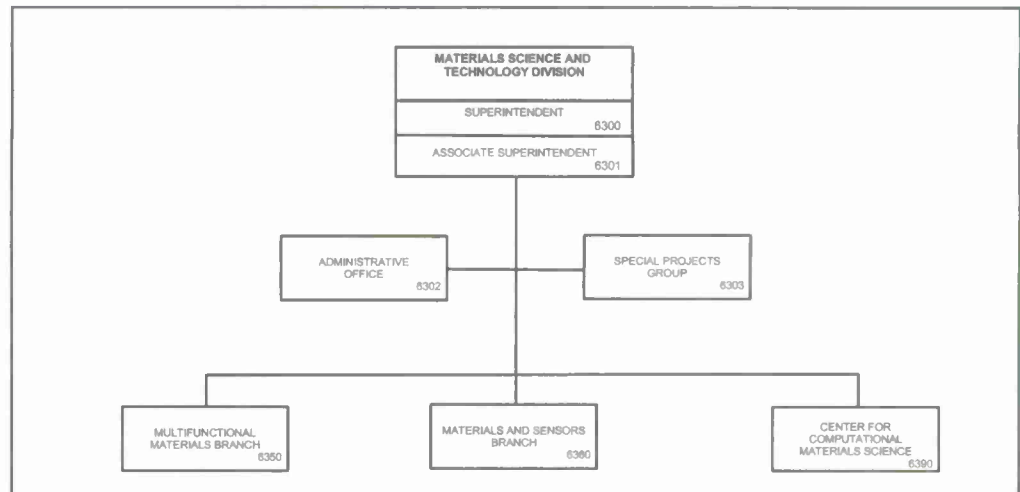 MATERIALS SCIENCE AND
TECHNOLOGY DIVISION
SUPERINTENDENT
6300
ASSOCIATE SUPERINTENDENT
6301
ADMINISTRATIVE
OFFICE
6302
SPECIAL PROJECTS
GROUP
6303
MULTIFUNCTIONAL
MATERIALS BRANCH
6350
MATERIALS AND SENSORS
BRANCH
6360
CENTER FOR
COMPUTATIONAL
MATERIALS SCIENCE
6390